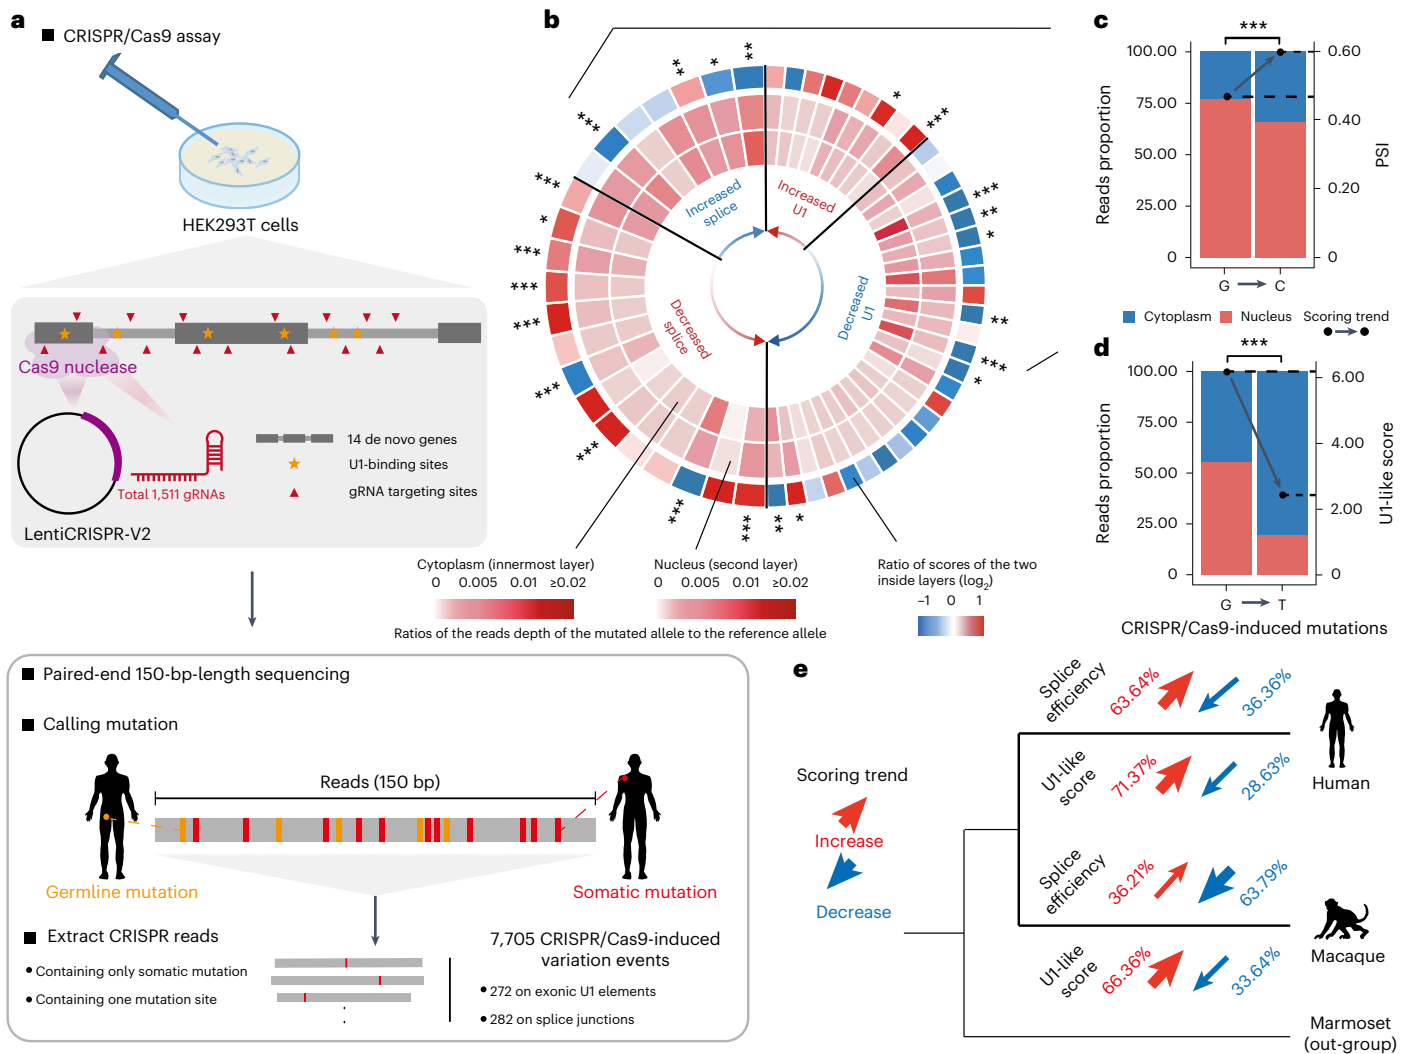 a
CRISPR/Cas9 assay
HEK293T cells
Cas9 nuclease
14 de novo genes
U1-binding sites
gRNA targeting sites
Total 1,511 gRNAs
LentiCRISPR-V2
Paired-end 150-bp-length sequencing
Calling mutation
Reads (150 bp)
Germline mutation
Somatic mutation
Extract CRISPR reads
• Containing only somatic mutation
• Containing one mutation site
7,705 CRISPR/Cas9-induced
variation events
• 272 on exonic U1 elements
• 282 on splice junctions
b
** * ** * ***
*** *** ** * ** *** *
* ** *** *** *** *** *** *** *** * *** ***
Increased
splice
Increased
U1
Decreased
splice
Decreased
U1
Cytoplasm (innermost layer)
0 0.005 0.01 ≥0.02
Nucleus (second layer)
0 0.005 0.01 ≥0.02
Ratios of the reads depth of the mutated allele to the reference allele
Ratio of scores of the two
inside layers (log2)
–1 0 1
c
***
100.00
75.00
50.00
25.00
0
Reads proportion
0.60
0.40
0.20
0
PSI
G C
Cytoplasm Nucleus Scoring trend
d
***
100.00
75.00
50.00
25.00
0
Reads proportion
6.00
4.00
2.00
0
U1-like score
G T
CRISPR/Cas9-induced mutations
e
Scoring trend
Increase
Decrease
Splice
efficiency
63.64% 36.36%
U1-like
score
71.37% 28.63%
Human
Splice
efficiency
36.21% 63.79%
U1-like
score
66.36% 33.64%
Macaque
Marmoset
(out-group)